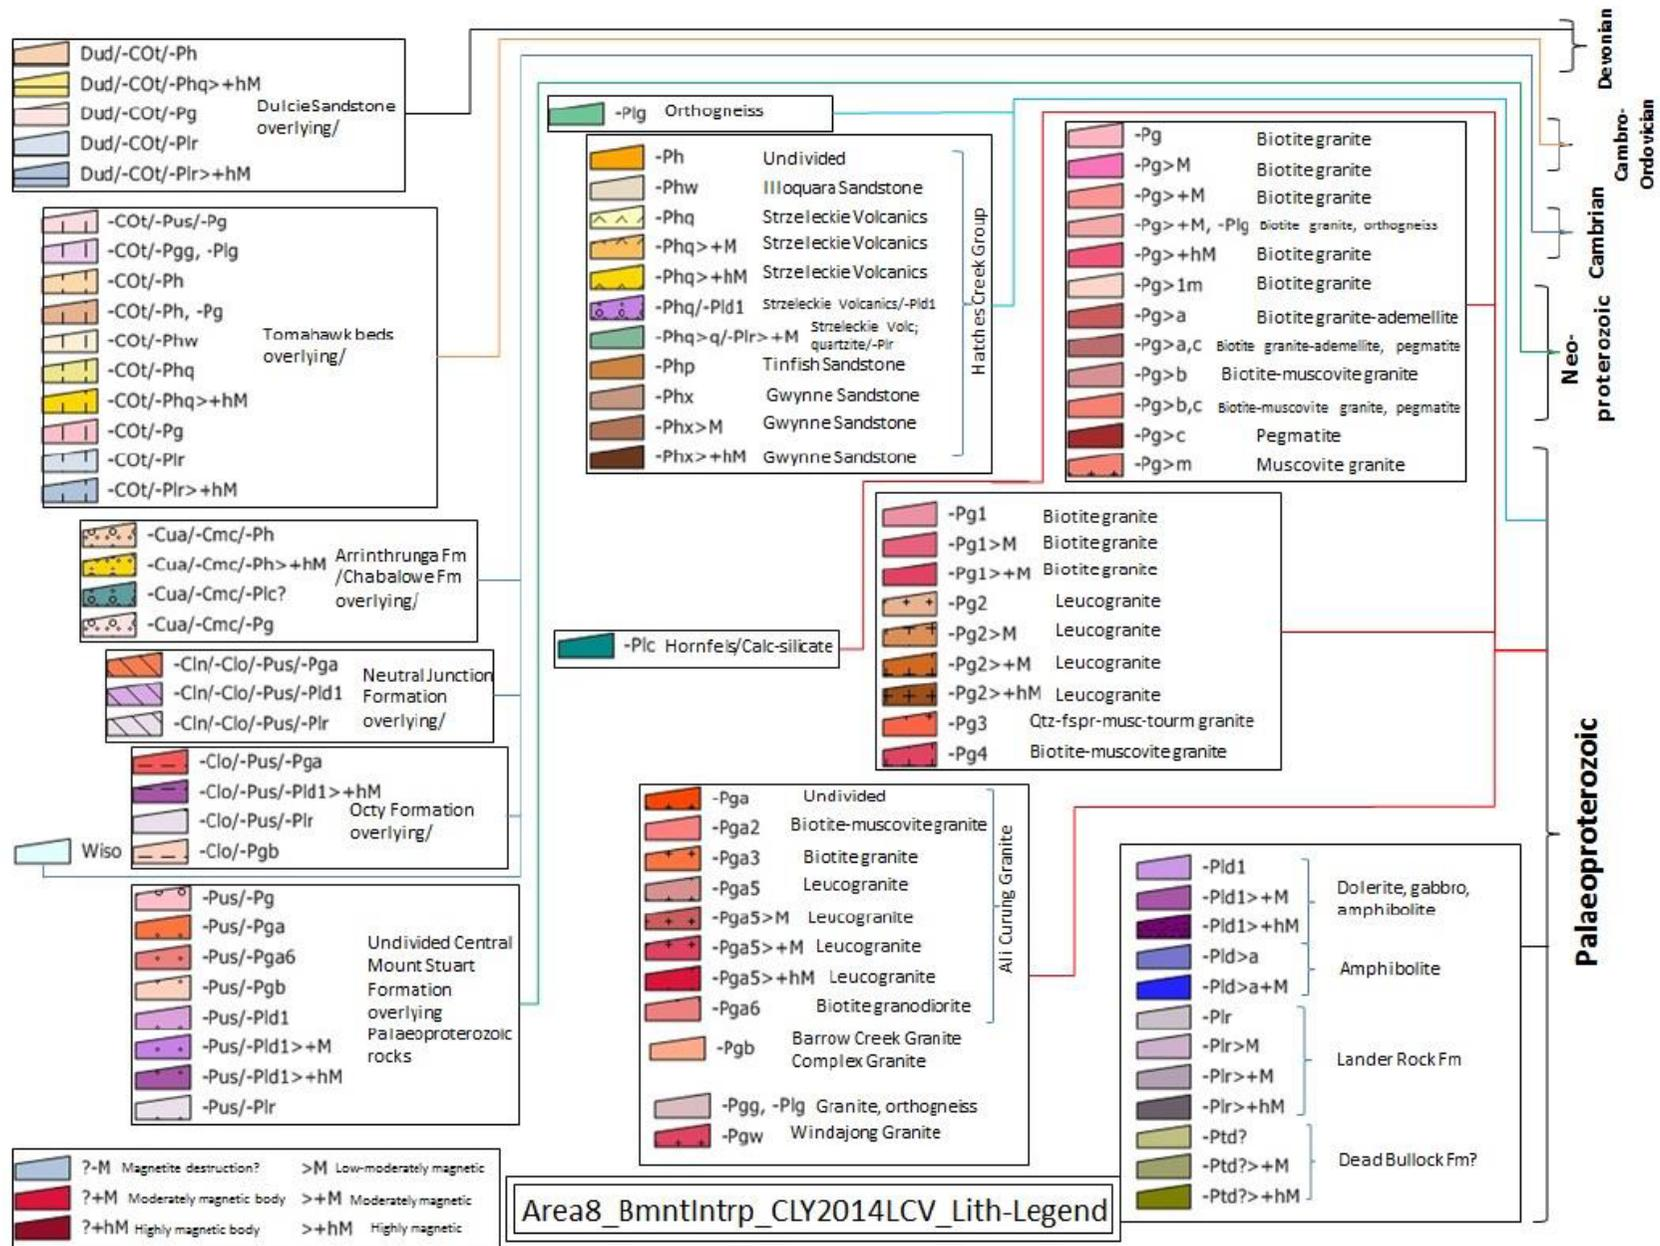 Dud/-COt/-Ph
Dud/-COt/-Phq>+hM
Dud/-COt/-Pg
Dud/-COt/-Plr
Dud/-COt/-Plr>+hM
Dulcie Sandstone
overlying/
-COt/-Pus/-Pg
-COt/-Pgg, -Plg
-COt/-Ph
-COt/-Ph, -Pg
-COt/-Phw
-COt/-Phq
-COt/-Phq>+hM
-COt/-Pg
-COt/-Plr
-COt/-Plr>+hM
Tomahawk beds
overlying/
-Cua/-Cmc/-Ph
-Cua/-Cmc/-Ph>+hM
-Cua/-Cmc/-Plc?
-Cua/-Cmc/-Pg
Arrinthrunga Fm
/Chabalowe Fm
overlying/
-Cln/-Clo/-Pus/-Pga
-Cln/-Clo/-Pus/-Pld1
-Cln/-Clo/-Pus/-Plr
Neutral Junction
Formation
overlying/
-Clo/-Pus/-Pga
-Clo/-Pus/-Pld1>+hM
-Clo/-Pus/-Plr
-Clo/-Pgb
Octy Formation
overlying/
Wiso
-Pus/-Pg
-Pus/-Pga
-Pus/-Pga6
-Pus/-Pgb
-Pus/-Pld1
-Pus/-Pld1>+M
-Pus/-Pld1>+hM
-Pus/-Plr
Undivided Central
Mount Stuart
Formation
overlying
Palaeoproterozoic
rocks
?-M Magnetite destruction? >M Low-moderately magnetic
?+M Moderately magnetic body >+M Moderately magnetic
?+hM Highly magnetic body >+hM Highly magnetic
-Plg Orthogneiss
-Ph Undivided
-Phw Illoquara Sandstone
-Phq Strzeleckie Volcanics
-Phq>+M Strzeleckie Volcanics
-Phq>+hM Strzeleckie Volcanics
-Phq/-Pld1 Strzeleckie Volcanics/-Pld1
-Phq>q/-Plr>+M Strzeleckie Volc;
quartzite/-Plr
-Php Tinfish Sandstone
-Phx Gwynne Sandstone
-Phx>M Gwynne Sandstone
-Phx>+hM Gwynne Sandstone
Hatches Creek Group
-Plc Hornfels/Calc-silicate
-Pg Biotite granite
-Pg>M Biotite granite
-Pg>+M Biotite granite
-Pg>+M, -Plg Biotite granite, orthogneiss
-Pg>+hM Biotite granite
-Pg>1m Biotite granite
-Pg>a Biotite granite-ademellite
-Pg>a,c Biotite granite-ademellite, pegmatite
-Pg>b Biotite-muscovite granite
-Pg>b,c Biotite-muscovite granite, pegmatite
-Pg>c Pegmatite
-Pg>m Muscovite granite
-Pg1 Biotite granite
-Pg1>M Biotite granite
-Pg1>+M Biotite granite
-Pg2 Leucogranite
-Pg2>M Leucogranite
-Pg2>+M Leucogranite
-Pg2>+hM Leucogranite
-Pg3 Qtz-fspr-musc-tourm granite
-Pg4 Biotite-muscovite granite
-Pga Undivided
-Pga2 Biotite-muscovite granite
-Pga3 Biotite granite
-Pga5 Leucogranite
-Pga5>M Leucogranite
-Pga5>+M Leucogranite
-Pga5>+hM Leucogranite
-Pga6 Biotite granodiorite
Ali Curung Granite
-Pgb Barrow Creek Granite
Complex Granite
-Pgg, -Plg Granite, orthogneiss
-Pgw Windajong Granite
-Pld1
-Pld1>+M
-Pld1>+hM
Dolerite, gabbro,
amphibolite
-Pld>a
-Pld>a+M
Amphibolite
-Plr
-Plr>M
-Plr>+M
-Plr>+hM
Lander Rock Fm
-Ptd?
-Ptd?>+M
-Ptd?>+hM
Dead Bullock Fm?
Devonian
Cambro-
Ordovician
Cambrian
Neo-
proterozoic
Palaeoproterozoic
Area8_BmntIntrp_CLY2014LCV_Lith-Legend